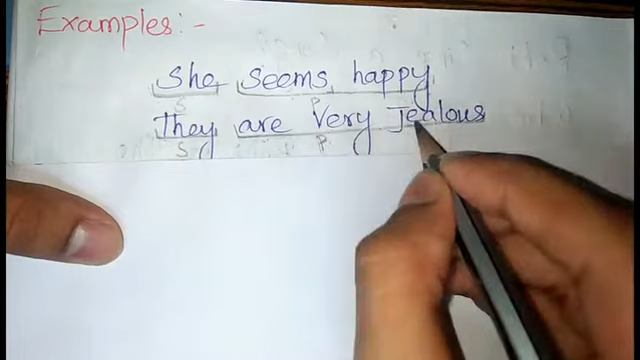 Examples:-
She seems happy
S P
They are very Jealous
S P